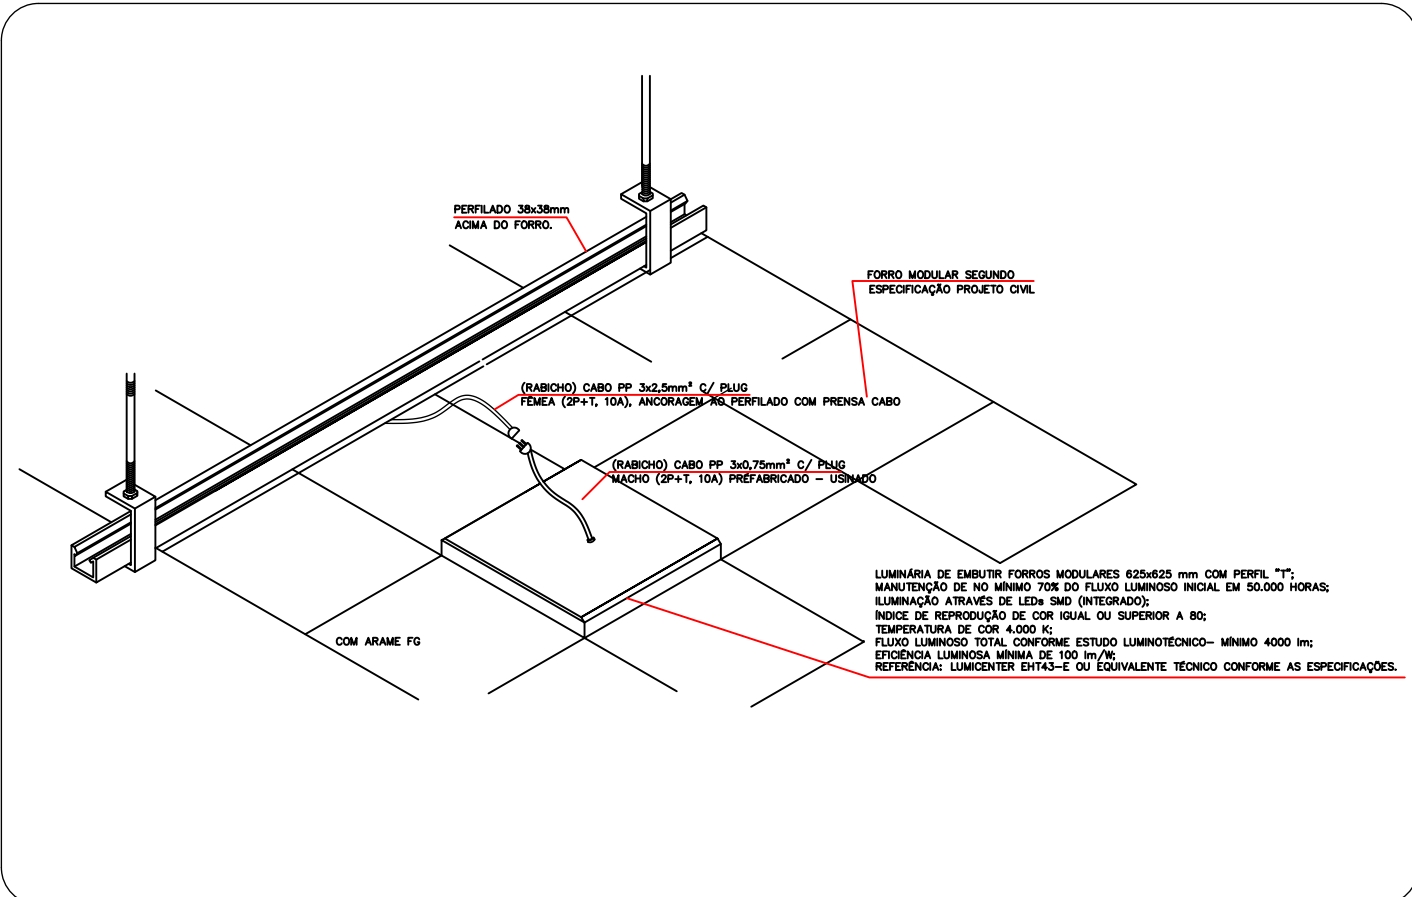 PERFILADO 38x38mm
ACIMA DO FORRO.
FORRO MODULAR SEGUNDO
ESPECIFICAÇÃO PROJETO CIVIL
(RABICHO) CABO PP 3x2,5mm² C/ PLUG
FÊMEA (2P+T, 10A), ANCORAGEM AO PERFILADO COM PRENSA CABO
(RABICHO) CABO PP 3x0,75mm² C/ PLUG
MACHO (2P+T, 10A) PRÉFABRICADO - USINADO
LUMINÁRIA DE EMBUTIR FORROS MODULARES 625x625 mm COM PERFIL "T";
MANUTENÇÃO DE NO MÍNIMO 70% DO FLUXO LUMINOSO INICIAL EM 50.000 HORAS;
ILUMINAÇÃO ATRAVÉS DE LEDs SMD (INTEGRADO);
ÍNDICE DE REPRODUÇÃO DE COR IGUAL OU SUPERIOR A 80;
TEMPERATURA DE COR 4.000 K;
FLUXO LUMINOSO TOTAL CONFORME ESTUDO LUMINOTÉCNICO- MÍNIMO 4000 lm;
EFICIÊNCIA LUMINOSA MÍNIMA DE 100 lm/W;
REFERÊNCIA: LUMICENTER EHT43-E OU EQUIVALENTE TÉCNICO CONFORME AS ESPECIFICAÇÕES.
COM ARAME FG